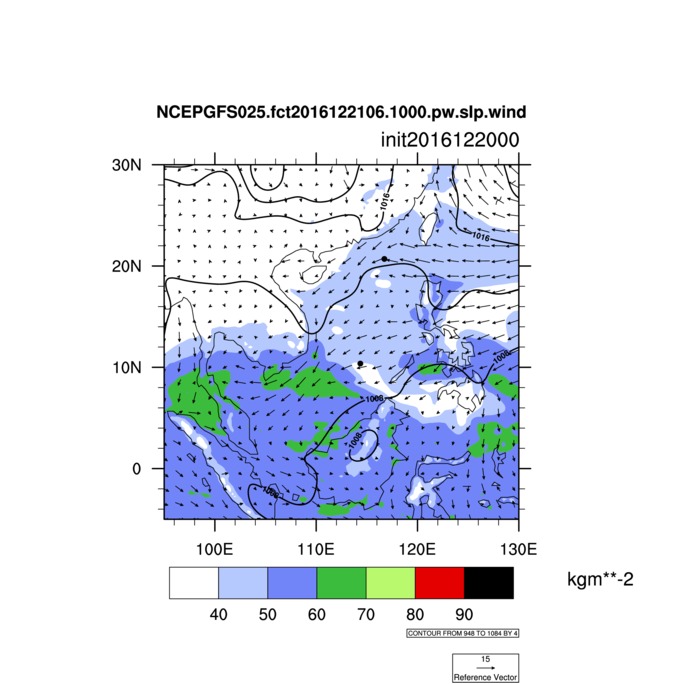 NCEPGFS025.fct2016122106.1000.pw.slp.wind
init2016122000
30N
1016
1016
20N
10N
1008
1008
1008
0
1008
100E 110E 120E 130E
kgm**-2
40 50 60 70 80 90
CONTOUR FROM 948 TO 1084 BY 4
15
Reference Vector